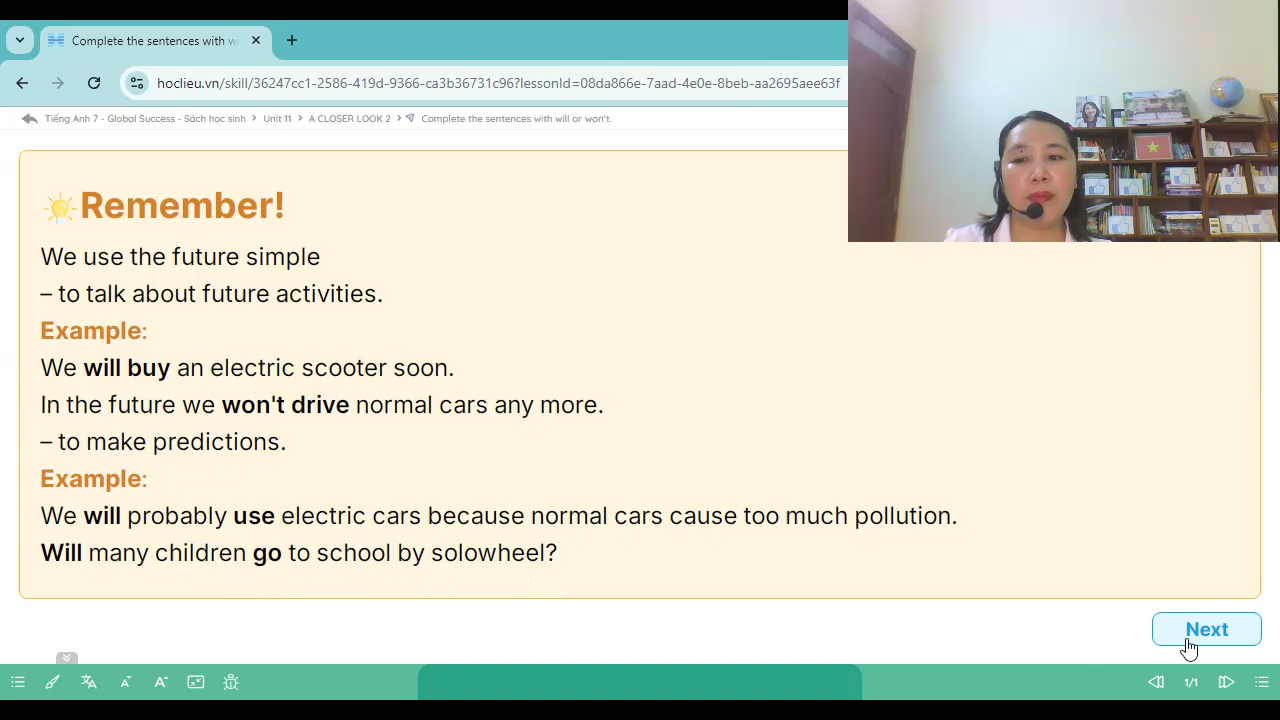 Complete the sentences with w
hoclieu.vn/skill/36247cc1-2586-419d-9366-ca3b36731c96?lessonId=08da866e-7aad-4e0e-8beb-aa2695aee63f
Tiếng Anh 7 - Global Success - Sách học sinh > Unit 11 > A CLOSER LOOK 2 > Complete the sentences with will or won't.
Remember!
We use the future simple
– to talk about future activities.
Example:
We will buy an electric scooter soon.
In the future we won't drive normal cars any more.
– to make predictions.
Example:
We will probably use electric cars because normal cars cause too much pollution.
Will many children go to school by solowheel?
Next
1/1